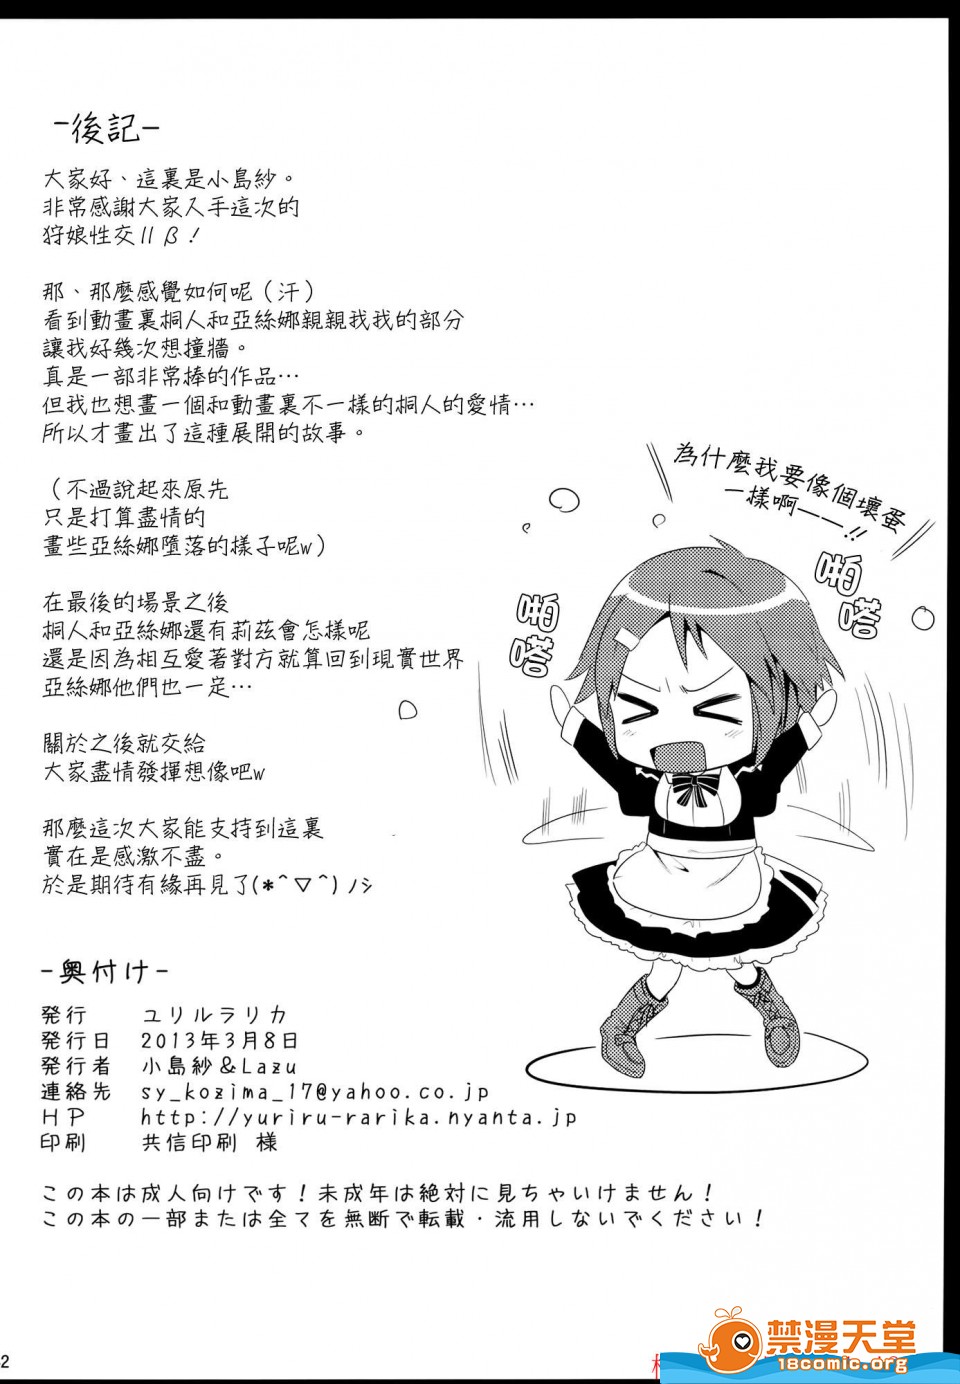 -後記-
大家好、這裏是小島紗。
非常感謝大家入手這次的
狩娘性交IIβ!
那、那麼感覺如何呢(汗)
看到動畫裏桐人和亞絲娜親親我我的部分
讓我好幾次想撞牆。
真是一部非常棒的作品…
但我也想畫一個和動畫裏不一樣的桐人的愛情…
所以才畫出了這種展開的故事。
(不過說起來原先
只是打算盡情的
畫些亞絲娜墮落的樣子呢w)
在最後的場景之後
桐人和亞絲娜還有莉茲會怎樣呢
還是因為相互愛著對方就算回到現實世界
亞絲娜他們也一定…
關於之後就交給
大家盡情發揮想像吧w
那麼這次大家能支持到這裏
實在是感激不盡。
於是期待有緣再見了(*^▽^)ノシ
為什麼我要像個壞蛋
一樣啊——!!
啪嗒
啪嗒
-奥付け-
発行 ユリルラリカ
発行日 2013年3月8日
発行者 小島紗&Lazu
連絡先 sy_kozima_17@yahoo.co.jp
HP http://yuriru-rarika.nyanta.jp
印刷 共信印刷 様
この本は成人向けです!未成年は絶対に見ちゃいけません!
この本の一部または全てを無断で転載・流用しないでください!
禁漫天堂
18comic.org